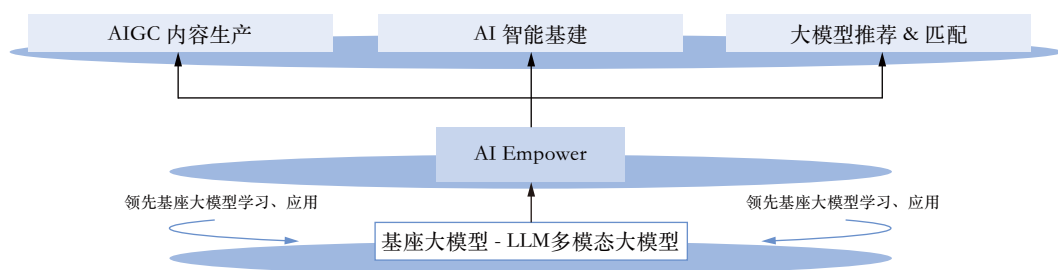 AIGC 内容生产
AI 智能基建
大模型推荐 & 匹配
AI Empower
领先基座大模型学习、应用
领先基座大模型学习、应用
基座大模型 - LLM多模态大模型